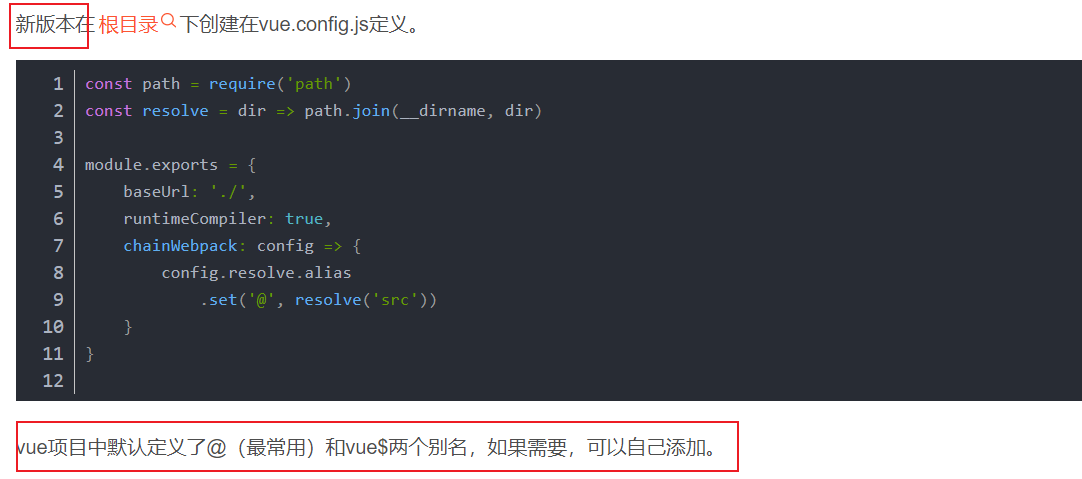 新版本在 根目录 下创建在vue.config.js定义。
1 const path = require('path')
2 const resolve = dir => path.join(__dirname, dir)
3
4 module.exports = {
5     baseUrl: './',
6     runtimeCompiler: true,
7     chainWebpack: config => {
8         config.resolve.alias
9             .set('@', resolve('src'))
10     }
11 }
12
vue项目中默认定义了@（最常用）和vue$两个别名，如果需要，可以自己添加。